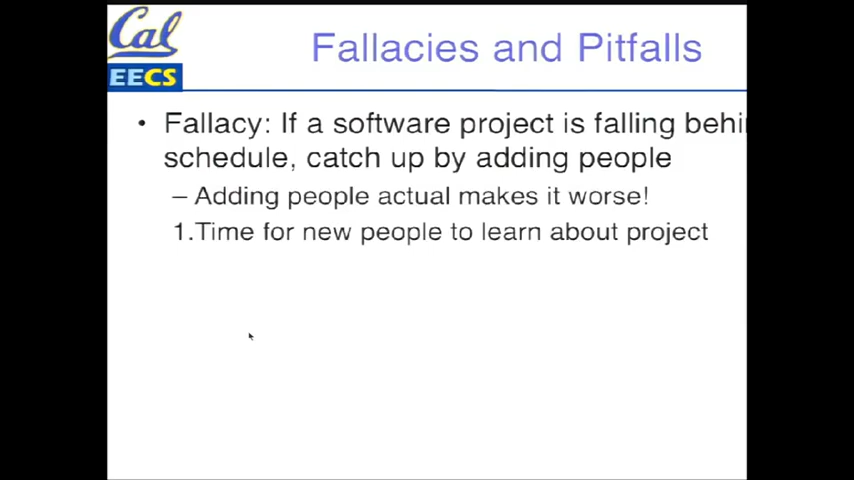 Cal
EECS
Fallacies and Pitfalls
• Fallacy: If a software project is falling
schedule, catch up by adding people
– Adding people actual makes it worse!
1.Time for new people to learn about project